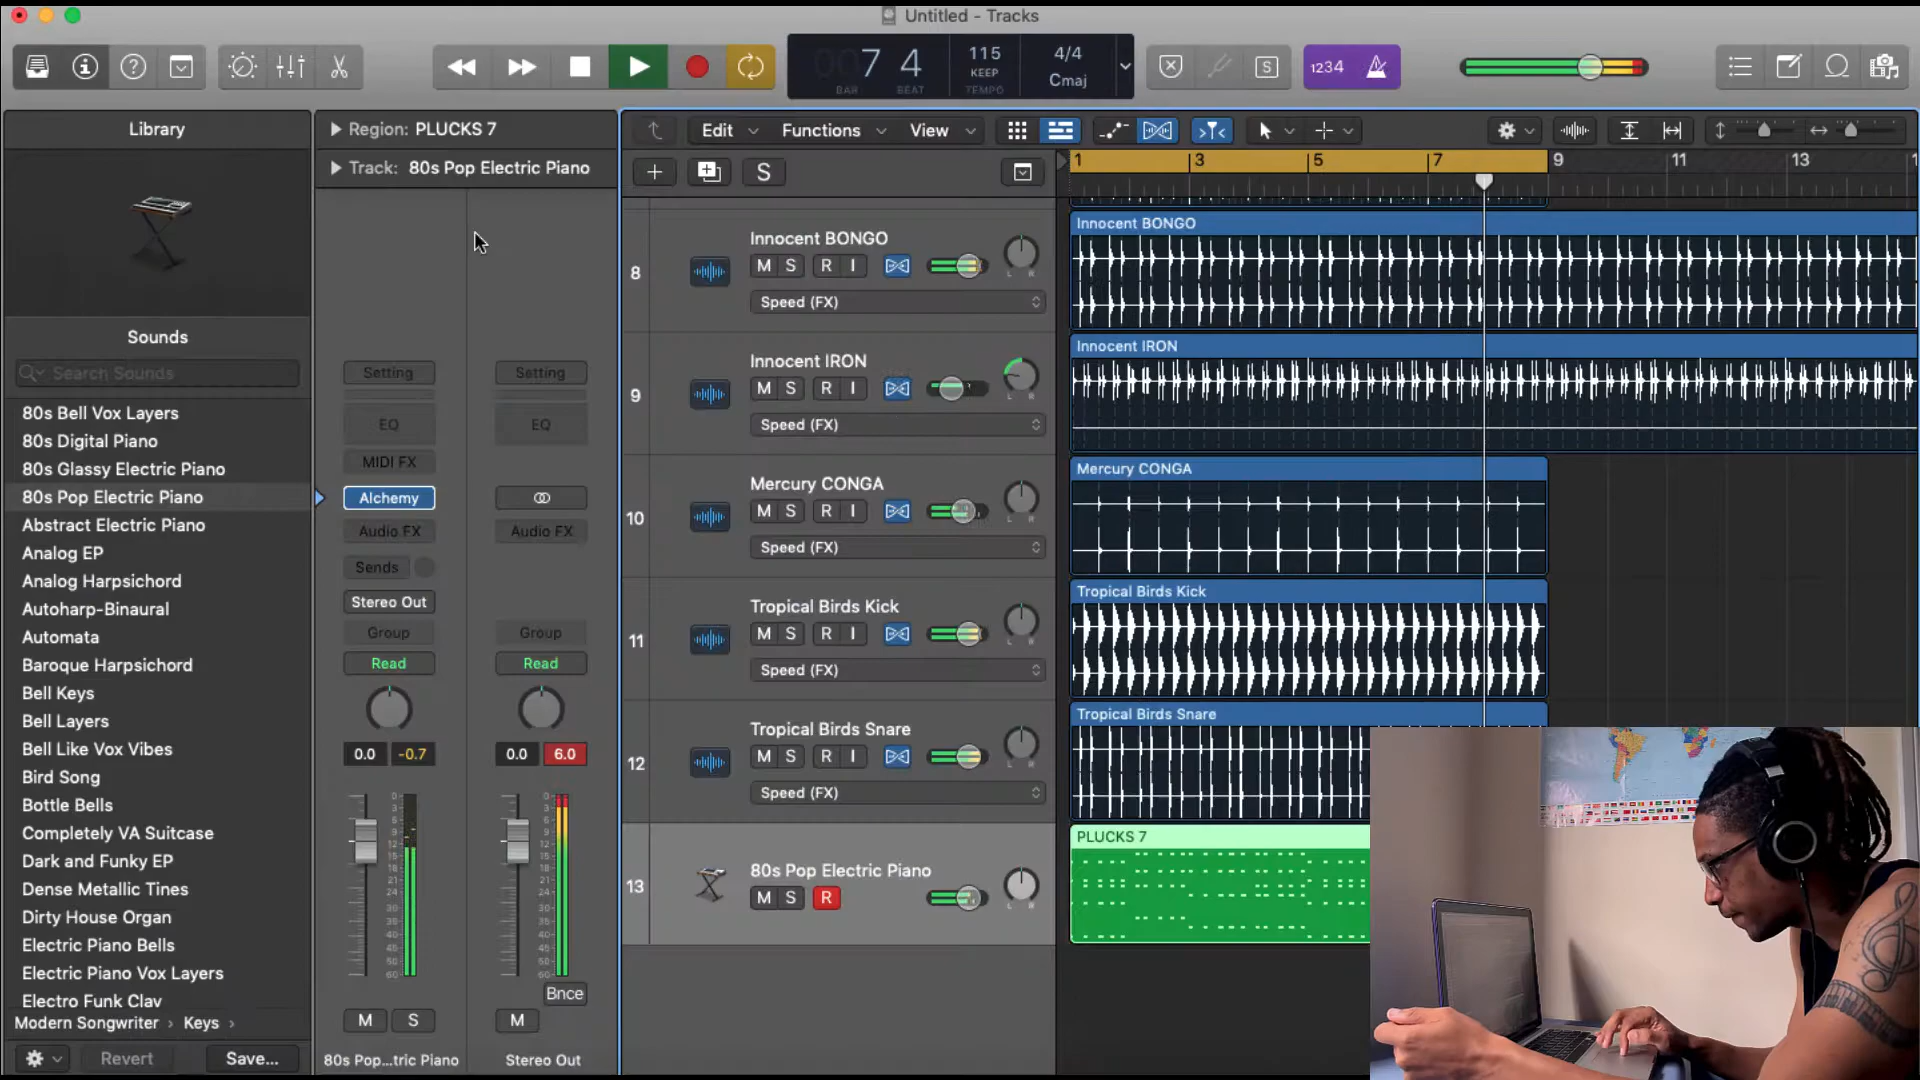 Untitled - Tracks
007 4
BAR BEAT
115
KEEP
TEMPO
4/4
Cmaj
S
1234
Library
Region: PLUCKS 7
Track: 80s Pop Electric Piano
Edit Functions View
S
1 3 5 7 9 11 13
Sounds
Search Sounds
80s Bell Vox Layers
80s Digital Piano
80s Glassy Electric Piano
80s Pop Electric Piano
Abstract Electric Piano
Analog EP
Analog Harpsichord
Autoharp-Binaural
Automata
Baroque Harpsichord
Bell Keys
Bell Layers
Bell Like Vox Vibes
Bird Song
Bottle Bells
Completely VA Suitcase
Dark and Funky EP
Dense Metallic Tines
Dirty House Organ
Electric Piano Bells
Electric Piano Vox Layers
Electro Funk Clav
Modern Songwriter › Keys ›
Revert Save...
Setting
EQ
MIDI FX
Alchemy
Audio FX
Sends
Stereo Out
Group
Read
0.0 -0.7
M S
80s Pop...tric Piano
Setting
EQ
Audio FX
Group
Read
0.0 6.0
Bnce
M
Stereo Out
8
Innocent BONGO
M S R I
L R
Speed (FX)
9
Innocent IRON
M S R I
L R
Speed (FX)
10
Mercury CONGA
M S R I
L R
Speed (FX)
11
Tropical Birds Kick
M S R I
L R
Speed (FX)
12
Tropical Birds Snare
M S R I
L R
Speed (FX)
13
80s Pop Electric Piano
M S R
L R
Innocent BONGO
Innocent IRON
Mercury CONGA
Tropical Birds Kick
Tropical Birds Snare
PLUCKS 7